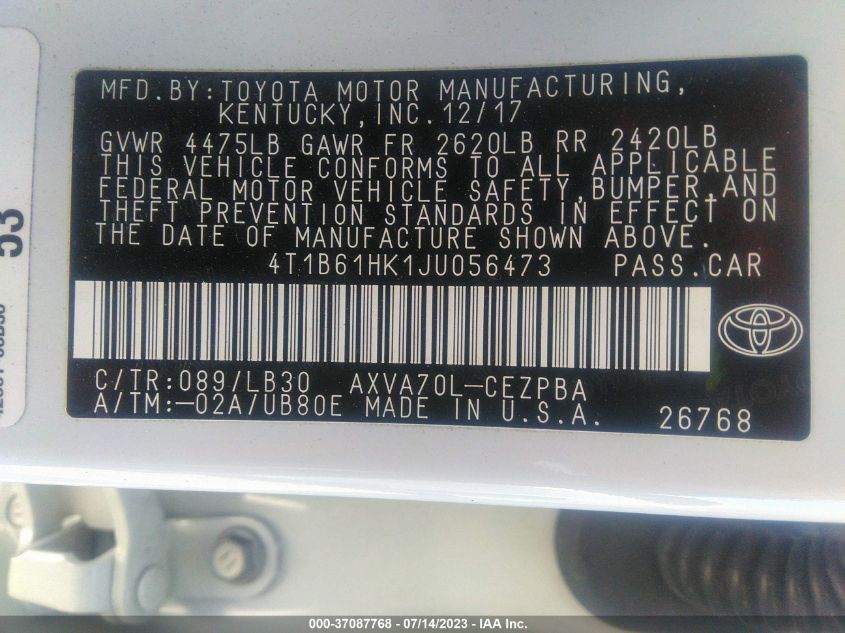 MFD.BY:TOYOTA MOTOR MANUFACTURING,
KENTUCKY,INC.12/17
GVWR 4475LB GAWR FR 2620LB RR 2420LB
THIS VEHICLE CONFORMS TO ALL APPLICABLE
FEDERAL MOTOR VEHICLE SAFETY,BUMPER,AND
THEFT PREVENTION STANDARDS IN EFFECT ON
THE DATE OF MANUFACTURE SHOWN ABOVE.
4T1B61HK1JU056473 PASS.CAR
C/TR:089/LB30 AXVA70L-CEZPBA
A/TM:-02A/UB80E MADE IN U.S.A. 26768
53
000-37087768 - 07/14/2023 - IAA Inc.